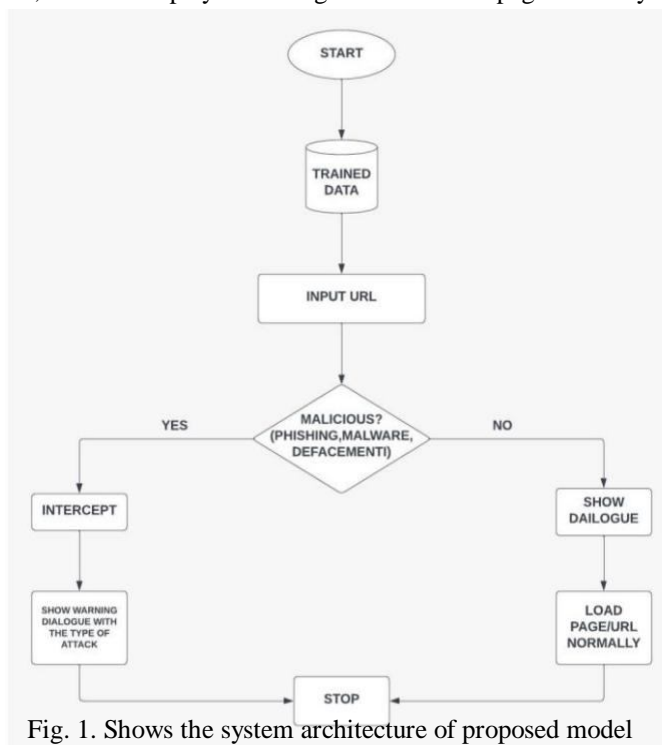 START
TRAINED
DATA
INPUT URL
MALICIOUS?
(PHISHING,MALWARE,
DEFACEMENTI)
YES
NO
INTERCEPT
SHOW
DAILOGUE
SHOW WARNING
DIALOGUE WITH
THE TYPE OF
ATTACK
LOAD
PAGE/URL
NORMALLY
STOP
Fig. 1. Shows the system architecture of proposed model